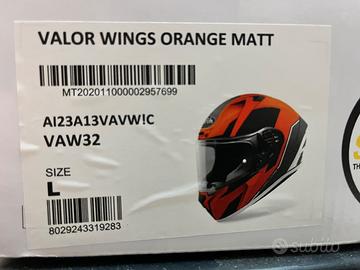 VALOR WINGS ORANGE MATT
MT202011000002957699
AI23A13VAVW!C
VAW32
SIZE
L
8029243319283
subito